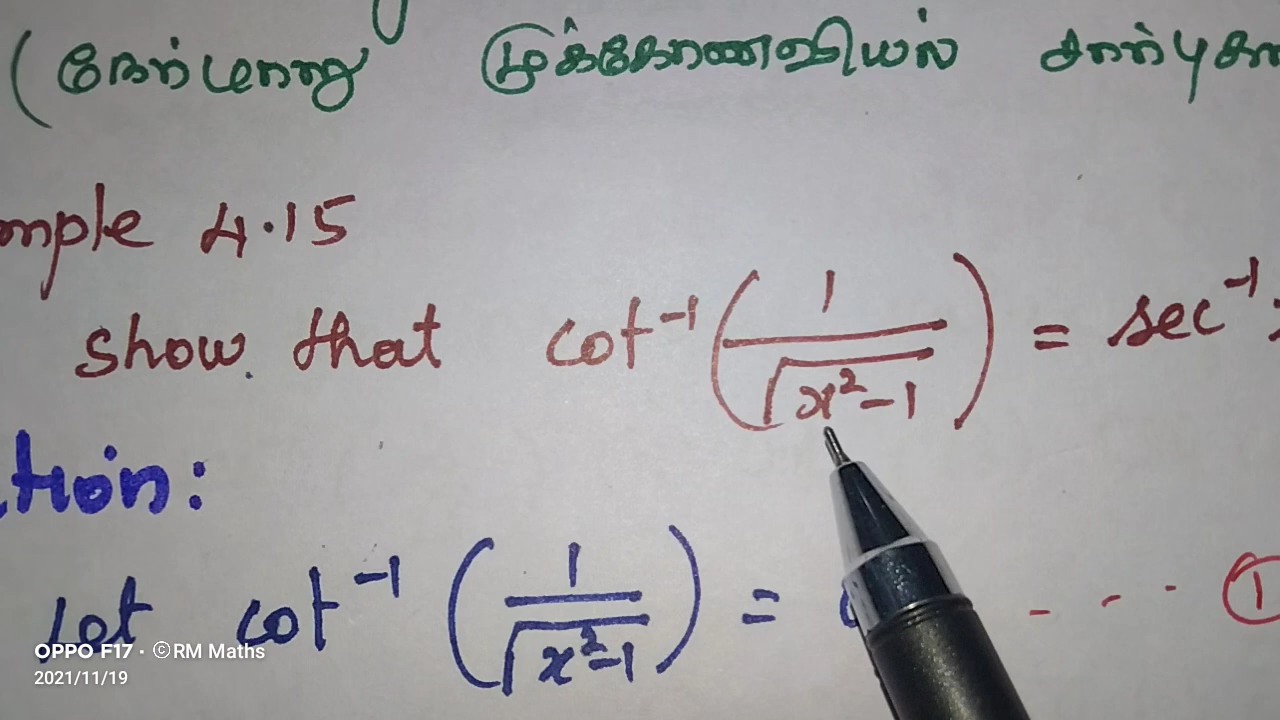 (நேர்மாறு முக்கோணவியல் சார்புகள
mple 4.15
show that cot⁻¹(1/√(x²-1)) = sec⁻¹
tion:
Let cot⁻¹(1/√(x²-1)) = - - - ①
OPPO F17 · ©RM Maths
2021/11/19